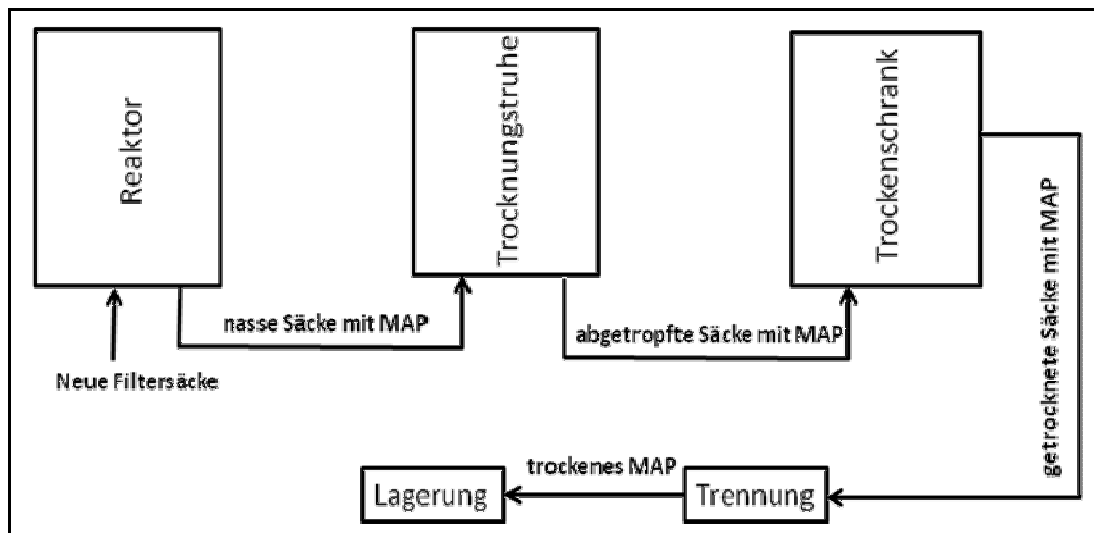 Reaktor
Trocknungstruhe
Trockenschrank
nasse Säcke mit MAP
abgetropfte Säcke mit MAP
Neue Filtersäcke
getrocknete Säcke mit MAP
trockenes MAP
Lagerung
Trennung